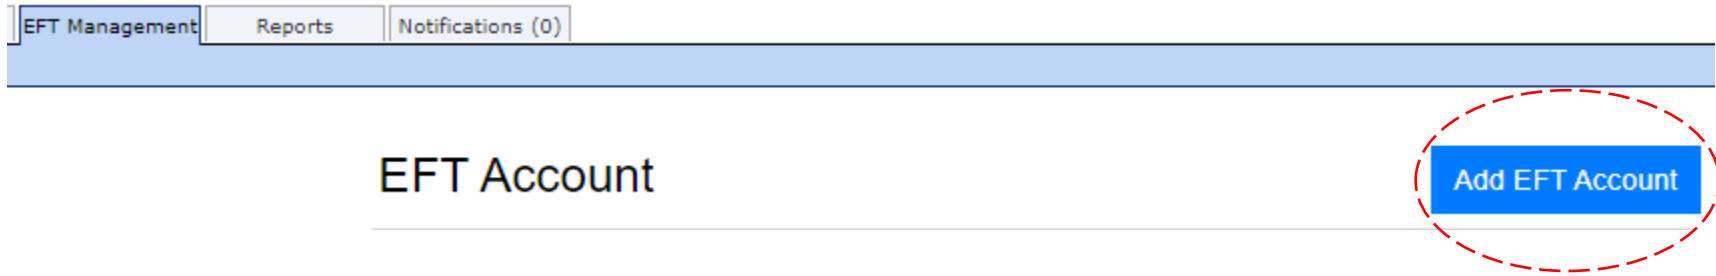 EFT Management Reports Notifications (0)
EFT Account Add EFT Account